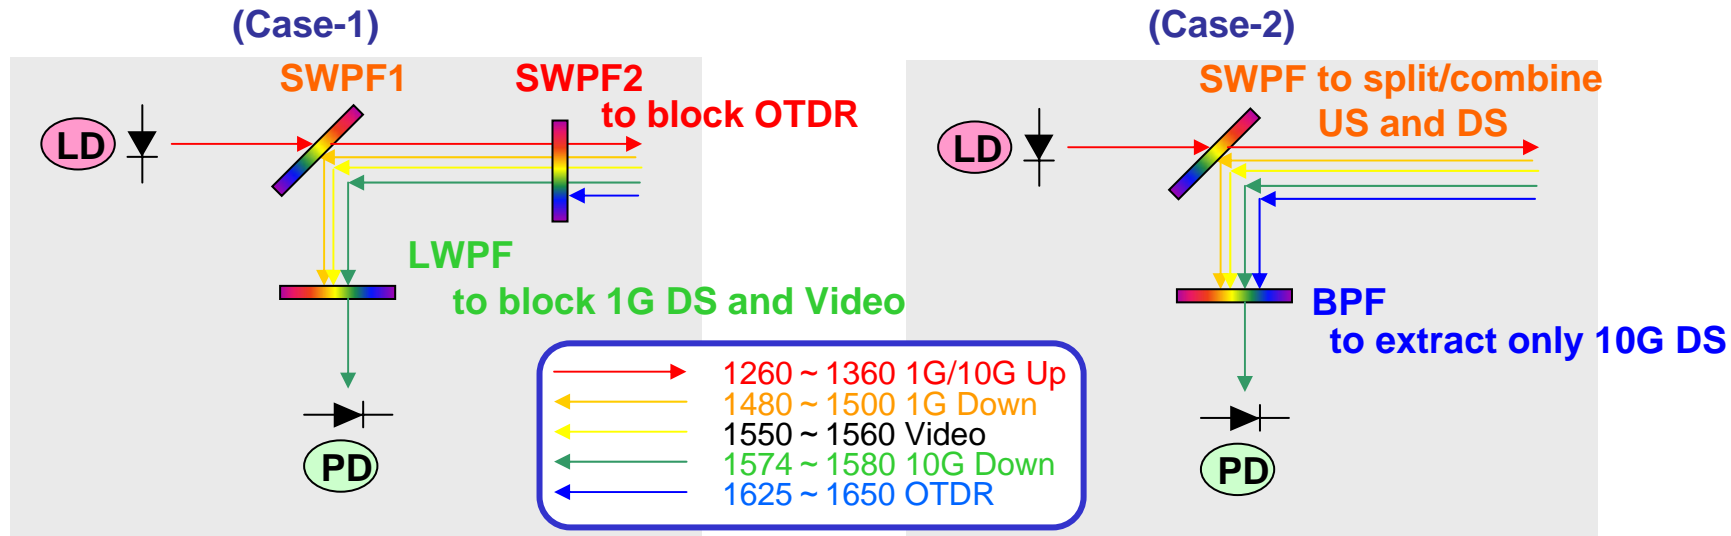 (Case-1)
SWPF1
SWPF2
to block OTDR
LD
LWPF
to block 1G DS and Video
PD
(Case-2)
SWPF to split/combine
US and DS
LD
BPF
to extract only 10G DS
PD
1260 ~ 1360 1G/10G Up
1480 ~ 1500 1G Down
1550 ~ 1560 Video
1574 ~ 1580 10G Down
1625 ~ 1650 OTDR